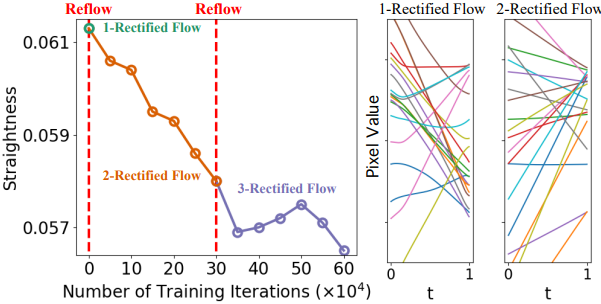 Reflow
Reflow
1-Rectified Flow
2-Rectified Flow
3-Rectified Flow
Straightness
0.061
0.059
0.057
0 10 20 30 40 50 60
Number of Training Iterations (×10⁴)
1-Rectified Flow
2-Rectified Flow
Pixel Value
0 1
t
0 1
t